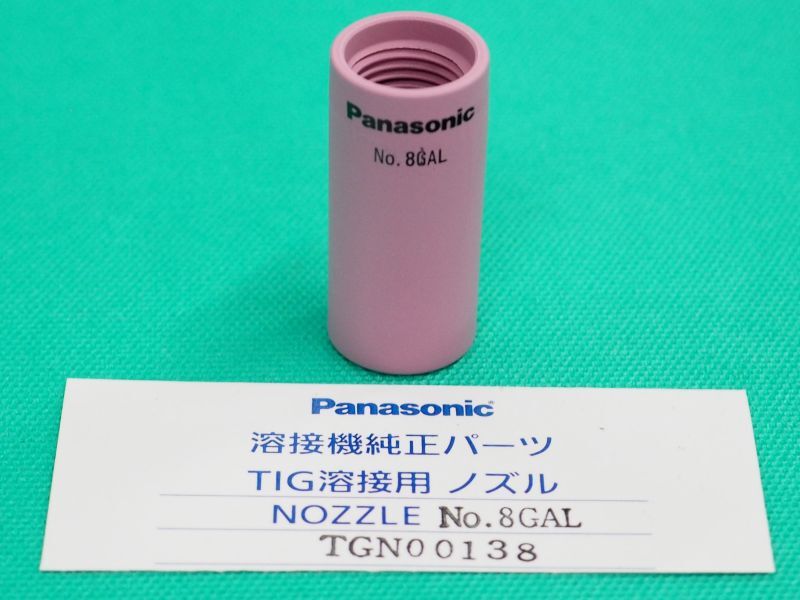 Panasonic
No. 8GAL
Panasonic
溶接機純正パーツ
TIG溶接用 ノズル
NOZZLE No.8GAL
TGN00138